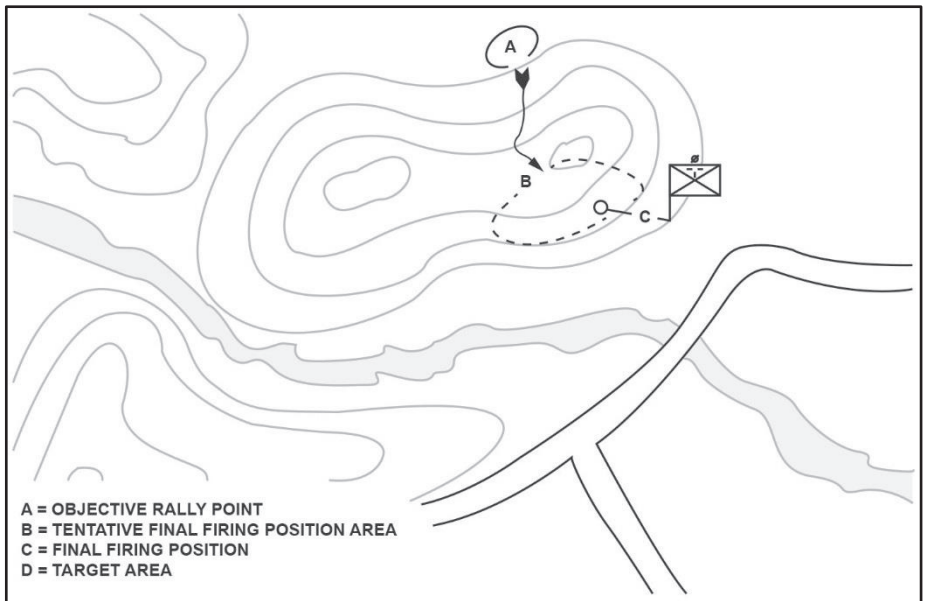 A
B
C
A = OBJECTIVE RALLY POINT
B = TENTATIVE FINAL FIRING POSITION AREA
C = FINAL FIRING POSITION
D = TARGET AREA